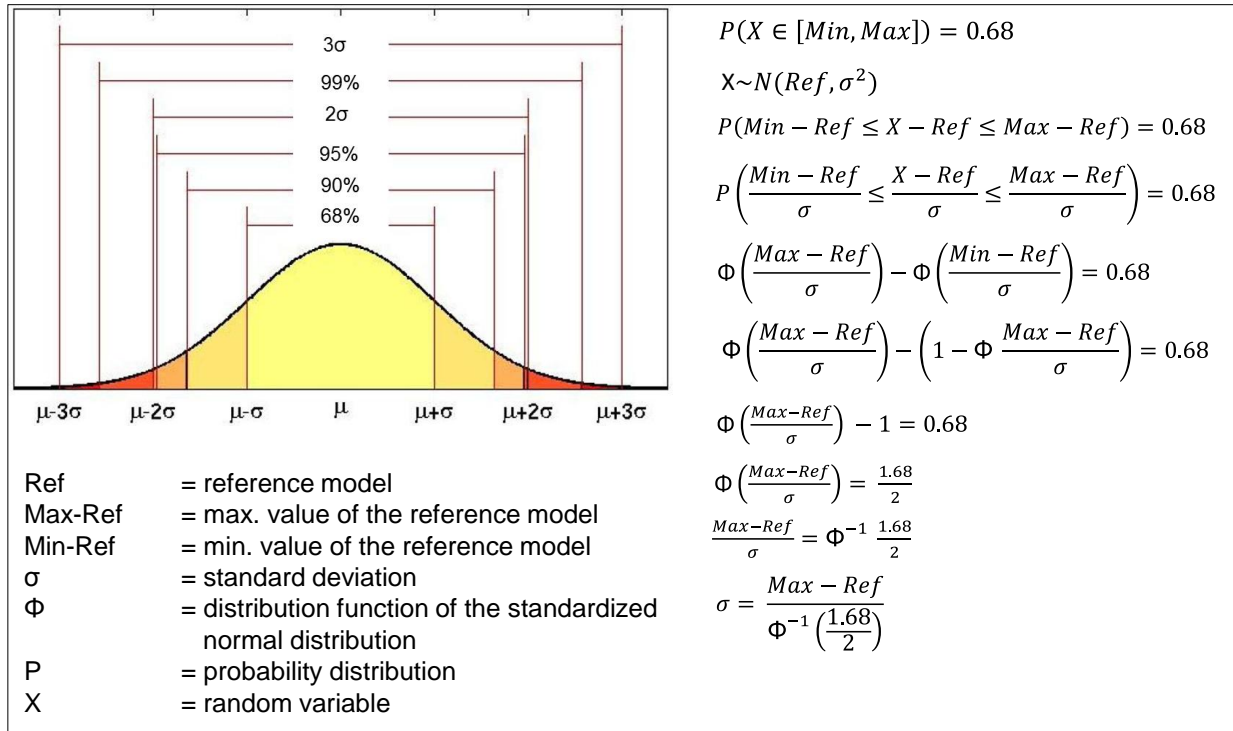 3σ
99%
2σ
95%
90%
68%
μ-3σ μ-2σ μ-σ μ μ+σ μ+2σ μ+3σ
Ref = reference model
Max-Ref = max. value of the reference model
Min-Ref = min. value of the reference model
σ = standard deviation
Φ = distribution function of the standardized
normal distribution
P = probability distribution
X = random variable
P(X ∈ [Min, Max]) = 0.68
X~N(Ref, σ²)
P(Min − Ref ≤ X − Ref ≤ Max − Ref) = 0.68
P((Min − Ref)/σ ≤ (X − Ref)/σ ≤ (Max − Ref)/σ) = 0.68
Φ((Max − Ref)/σ) − Φ((Min − Ref)/σ) = 0.68
Φ((Max − Ref)/σ) − (1 − Φ (Max − Ref)/σ) = 0.68
Φ((Max−Ref)/σ) − 1 = 0.68
Φ((Max−Ref)/σ) = 1.68/2
(Max−Ref)/σ = Φ⁻¹ 1.68/2
σ = (Max − Ref)/(Φ⁻¹(1.68/2))